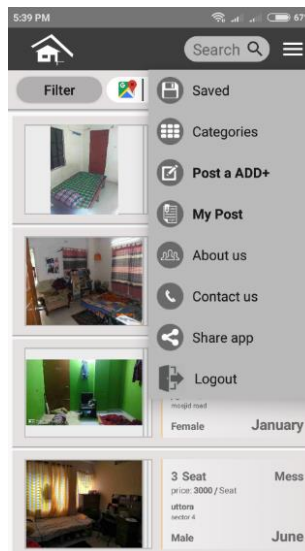 5:39 PM
67
Search
Filter
Saved
Categories
Post a ADD+
My Post
About us
Contact us
Share app
Logout
mosjid road
Female January
3 Seat Mess
price: 3000 / Seat
uttora
sector 4
Male June